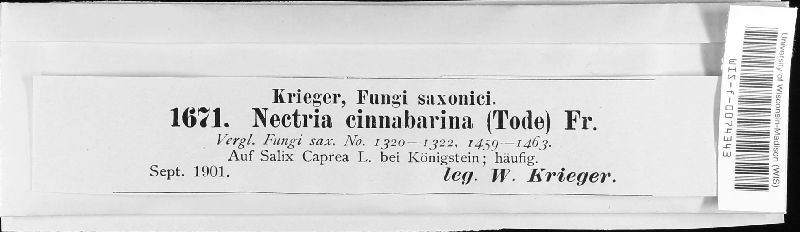 Krieger, Fungi saxonici.
1671. Nectria cinnabarina (Tode) Fr.
Vergl. Fungi sax. No. 1320—1322, 1459—1463.
Auf Salix Caprea L. bei Königstein; häufig.
Sept. 1901. leg. W. Krieger.
University of Wisconsin-Madison (WIS)
WIS-f-0074343